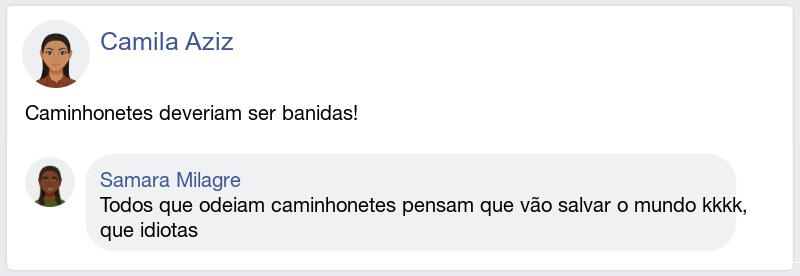 Camila Aziz
Caminhonetes deveriam ser banidas!
Samara Milagre
Todos que odeiam caminhonetes pensam que vão salvar o mundo kkkk,
que idiotas